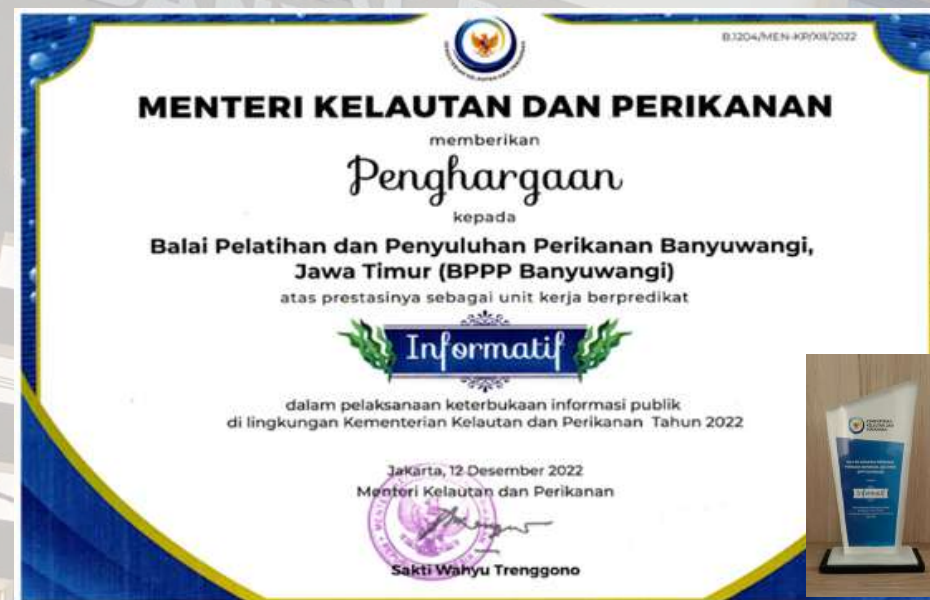 B.1204/MEN-KP/XII/2022
MENTERI KELAUTAN DAN PERIKANAN
memberikan
Penghargaan
kepada
Balai Pelatihan dan Penyuluhan Perikanan Banyuwangi,
Jawa Timur (BPPP Banyuwangi)
atas prestasinya sebagai unit kerja berpredikat
Informatif
dalam pelaksanaan keterbukaan informasi publik
di lingkungan Kementerian Kelautan dan Perikanan Tahun 2022
Jakarta, 12 Desember 2022
Menteri Kelautan dan Perikanan
Sakti Wahyu Trenggono